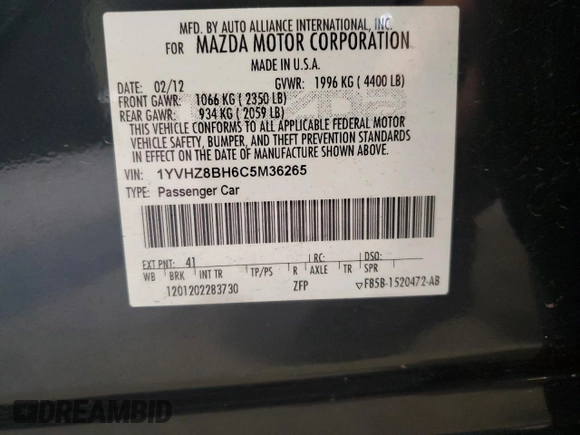 MFD. BY AUTO ALLIANCE INTERNATIONAL, INC.
FOR MAZDA MOTOR CORPORATION
MADE IN U.S.A.
DATE: 02/12 GVWR: 1996 KG (4400 LB)
FRONT GAWR: 1066 KG (2350 LB)
REAR GAWR: 934 KG (2059 LB)
THIS VEHICLE CONFORMS TO ALL APPLICABLE FEDERAL MOTOR
VEHICLE SAFETY, BUMPER, AND THEFT PREVENTION STANDARDS
IN EFFECT ON THE DATE OF MANUFACTURE SHOWN ABOVE.
VIN: 1YVHZ8BH6C5M36265
TYPE: Passenger Car
EXT PNT: 41 RC: DSO:
WB BRK INT TR TP/PS R AXLE TR SPR
1201202283730 ZFP ▽F85B-1520472-AB
DREAMBID